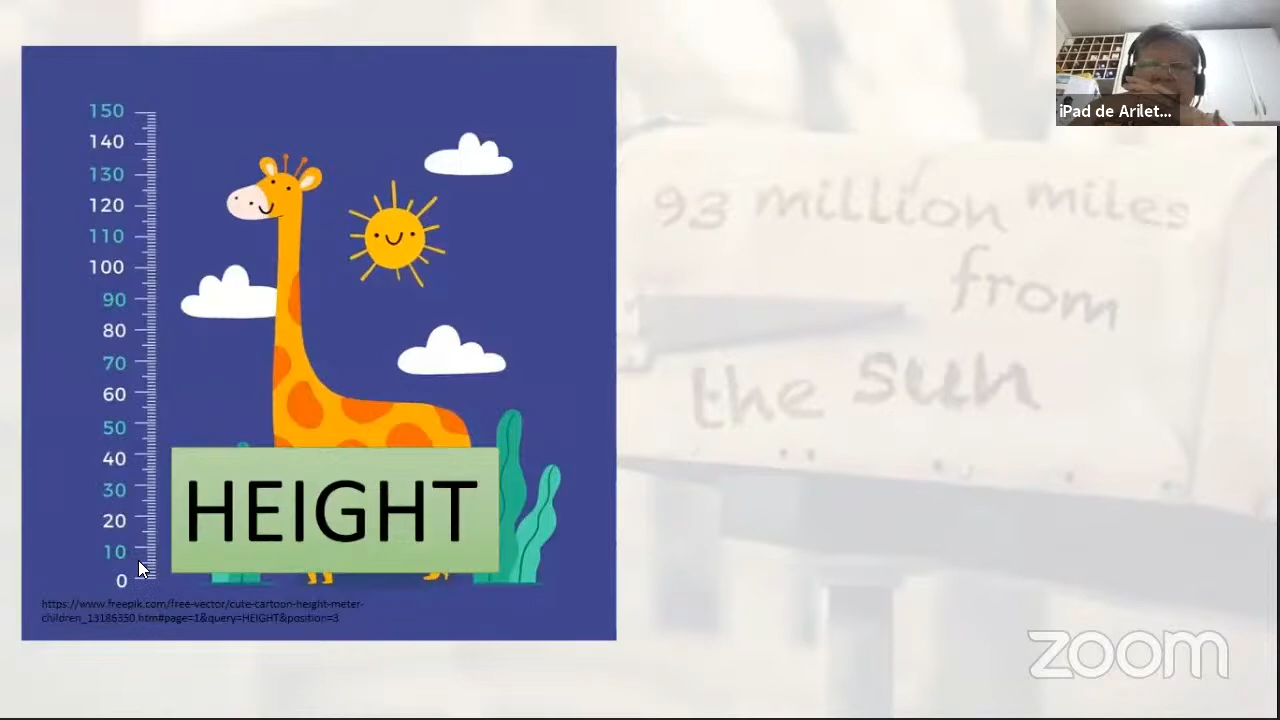 150
140
130
120
110
100
90
80
70
60
50
40
30
20
10
0
HEIGHT
https://www.freepik.com/free-vector/cute-cartoon-height-meter-
children_13186350.htm#page=1&query=HEIGHT&position=3
93 million miles
from
the sun
iPad de Arilet...
zoom